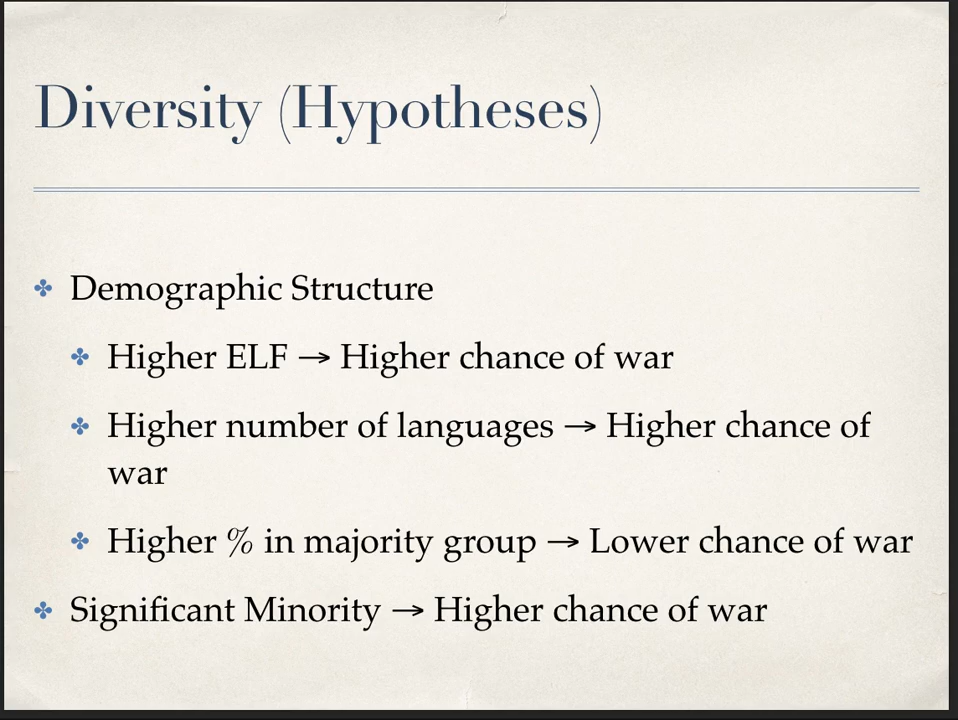 Diversity (Hypotheses)
Demographic Structure
Higher ELF → Higher chance of war
Higher number of languages → Higher chance of
war
Higher % in majority group → Lower chance of war
Significant Minority → Higher chance of war